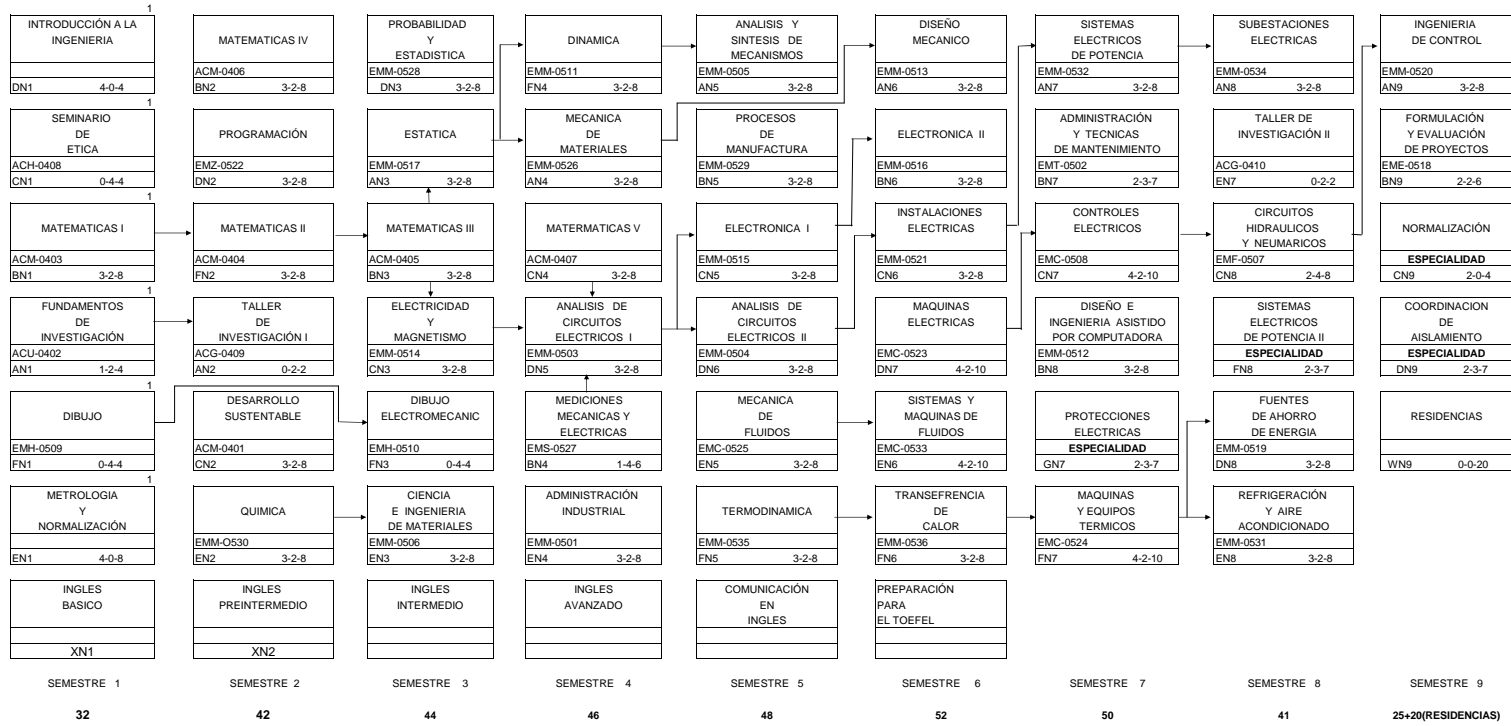 1
INTRODUCCIÓN A LA
INGENIERIA
DN1 4-0-4
MATEMATICAS IV
ACM-0406
BN2 3-2-8
PROBABILIDAD
Y
ESTADISTICA
EMM-0528
DN3 3-2-8
DINAMICA
EMM-0511
FN4 3-2-8
ANALISIS Y
SINTESIS DE
MECANISMOS
EMM-0505
AN5 3-2-8
DISEÑO
MECANICO
EMM-0513
AN6 3-2-8
SISTEMAS
ELECTRICOS
DE POTENCIA
EMM-0532
AN7 3-2-8
SUBESTACIONES
ELECTRICAS
EMM-0534
AN8 3-2-8
INGENIERIA
DE CONTROL
EMM-0520
AN9 3-2-8
1
SEMINARIO
DE
ETICA
ACH-0408
CN1 0-4-4
PROGRAMACIÓN
EMZ-0522
DN2 3-2-8
ESTATICA
EMM-0517
AN3 3-2-8
MECANICA
DE
MATERIALES
EMM-0526
AN4 3-2-8
PROCESOS
DE
MANUFACTURA
EMM-0529
BN5 3-2-8
ELECTRONICA II
EMM-0516
BN6 3-2-8
ADMINISTRACIÓN
Y TECNICAS
DE MANTENIMIENTO
EMT-0502
BN7 2-3-7
TALLER DE
INVESTIGACIÓN II
ACG-0410
EN7 0-2-2
FORMULACIÓN
Y EVALUACIÓN
DE PROYECTOS
EME-0518
BN9 2-2-6
1
MATEMATICAS I
ACM-0403
BN1 3-2-8
MATEMATICAS II
ACM-0404
FN2 3-2-8
MATEMATICAS III
ACM-0405
BN3 3-2-8
MATERMATICAS V
ACM-0407
CN4 3-2-8
ELECTRONICA I
EMM-0515
CN5 3-2-8
INSTALACIONES
ELECTRICAS
EMM-0521
CN6 3-2-8
CONTROLES
ELECTRICOS
EMC-0508
CN7 4-2-10
CIRCUITOS
HIDRAULICOS
Y NEUMARICOS
EMF-0507
CN8 2-4-8
NORMALIZACIÓN
ESPECIALIDAD
CN9 2-0-4
1
FUNDAMENTOS
DE
INVESTIGACIÓN
ACU-0402
AN1 1-2-4
TALLER
DE
INVESTIGACIÓN I
ACG-0409
AN2 0-2-2
ELECTRICIDAD
Y
MAGNETISMO
EMM-0514
CN3 3-2-8
ANALISIS DE
CIRCUITOS
ELECTRICOS I
EMM-0503
DN5 3-2-8
ANALISIS DE
CIRCUITOS
ELECTRICOS II
EMM-0504
DN6 3-2-8
MAQUINAS
ELECTRICAS
EMC-0523
DN7 4-2-10
DISEÑO E
INGENIERIA ASISTIDO
POR COMPUTADORA
EMM-0512
BN8 3-2-8
SISTEMAS
ELECTRICOS
DE POTENCIA II
ESPECIALIDAD
FN8 2-3-7
COORDINACION
DE
AISLAMIENTO
ESPECIALIDAD
DN9 2-3-7
1
DIBUJO
EMH-0509
FN1 0-4-4
DESARROLLO
SUSTENTABLE
ACM-0401
CN2 3-2-8
DIBUJO
ELECTROMECANIC
EMH-0510
FN3 0-4-4
MEDICIONES
MECANICAS Y
ELECTRICAS
EMS-0527
BN4 1-4-6
MECANICA
DE
FLUIDOS
EMC-0525
EN5 3-2-8
SISTEMAS Y
MAQUINAS DE
FLUIDOS
EMC-0533
EN6 4-2-10
PROTECCIONES
ELECTRICAS
ESPECIALIDAD
GN7 2-3-7
FUENTES
DE AHORRO
DE ENERGIA
EMM-0519
DN8 3-2-8
RESIDENCIAS
WN9 0-0-20
1
METROLOGIA
Y
NORMALIZACIÓN
EN1 4-0-8
QUIMICA
EMM-O530
EN2 3-2-8
CIENCIA
E INGENIERIA
DE MATERIALES
EMM-0506
EN3 3-2-8
ADMINISTRACIÓN
INDUSTRIAL
EMM-0501
EN4 3-2-8
TERMODINAMICA
EMM-0535
FN5 3-2-8
TRANSEFRENCIA
DE
CALOR
EMM-0536
FN6 3-2-8
MAQUINAS
Y EQUIPOS
TERMICOS
EMC-0524
FN7 4-2-10
REFRIGERACIÓN
Y AIRE
ACONDICIONADO
EMM-0531
EN8 3-2-8
INGLES
BASICO
XN1
INGLES
PREINTERMEDIO
XN2
INGLES
INTERMEDIO
INGLES
AVANZADO
COMUNICACIÓN
EN
INGLES
PREPARACIÓN
PARA
EL TOEFEL
SEMESTRE 1 SEMESTRE 2 SEMESTRE 3 SEMESTRE 4 SEMESTRE 5 SEMESTRE 6 SEMESTRE 7 SEMESTRE 8 SEMESTRE 9
32 42 44 46 48 52 50 41 25+20(RESIDENCIAS)